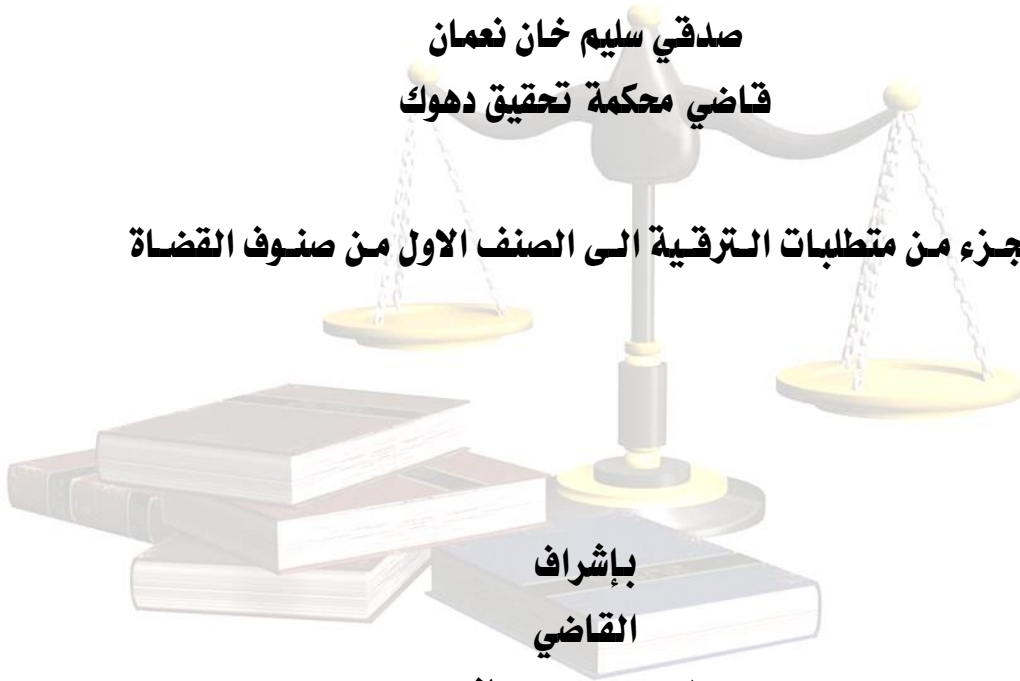 صدقي سليم خان نعمان
قاضي محكمة تحقيق دهوك
جزء من متطلبات الترقية الى الصنف الاول من صنوف القضاة
بإشراف
القاضي